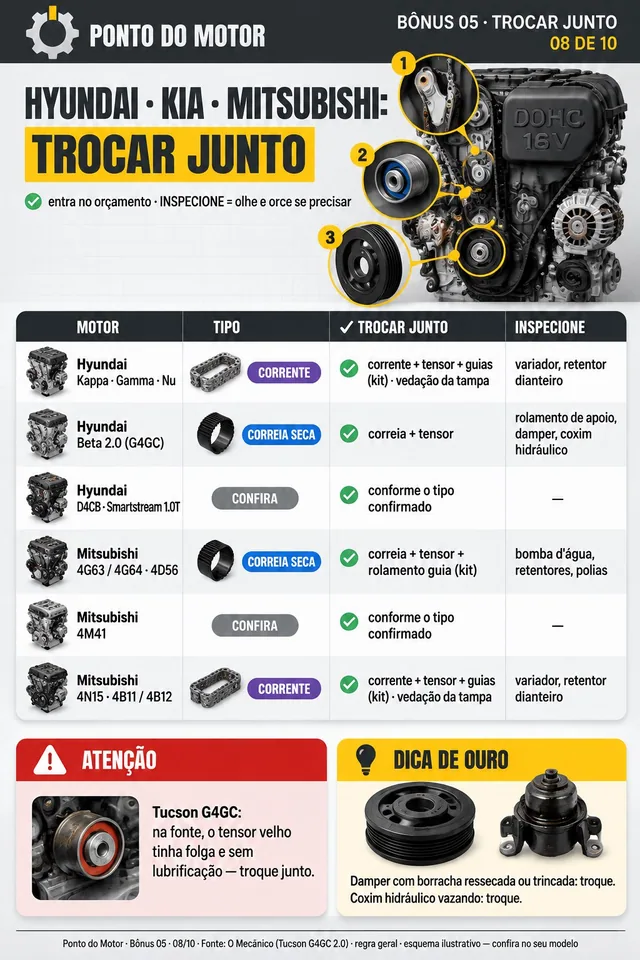 PONTO DO MOTOR
BÔNUS 05 · TROCAR JUNTO
08 DE 10
HYUNDAI · KIA · MITSUBISHI:
TROCAR JUNTO
entra no orçamento · INSPECIONE = olhe e orce se precisar
1
2
3
DOHC
16V
MOTOR
TIPO
✓ TROCAR JUNTO
INSPECIONE
Hyundai
Kappa · Gamma · Nu
CORRENTE
corrente + tensor + guias
(kit) · vedação da tampa
variador, retentor
dianteiro
Hyundai
Beta 2.0 (G4GC)
CORREIA SECA
correia + tensor
rolamento de apoio,
damper, coxim
hidráulico
Hyundai
D4CB · Smartstream 1.0T
CONFIRA
conforme o tipo
confirmado
—
Mitsubishi
4G63 / 4G64 · 4D56
CORREIA SECA
correia + tensor +
rolamento guia (kit)
bomba d'água,
retentores, polias
Mitsubishi
4M41
CONFIRA
conforme o tipo
confirmado
—
Mitsubishi
4N15 · 4B11 / 4B12
CORRENTE
corrente + tensor + guias
(kit) · vedação da tampa
variador, retentor
dianteiro
ATENÇÃO
Tucson G4GC:
na fonte, o tensor velho
tinha folga e sem
lubrificação — troque junto.
DICA DE OURO
Damper com borracha ressecada ou trincada: troque.
Coxim hidráulico vazando: troque.
Ponto do Motor · Bônus 05 · 08/10 · Fonte: O Mecânico (Tucson G4GC 2.0) · regra geral · esquema ilustrativo — confira no seu modelo